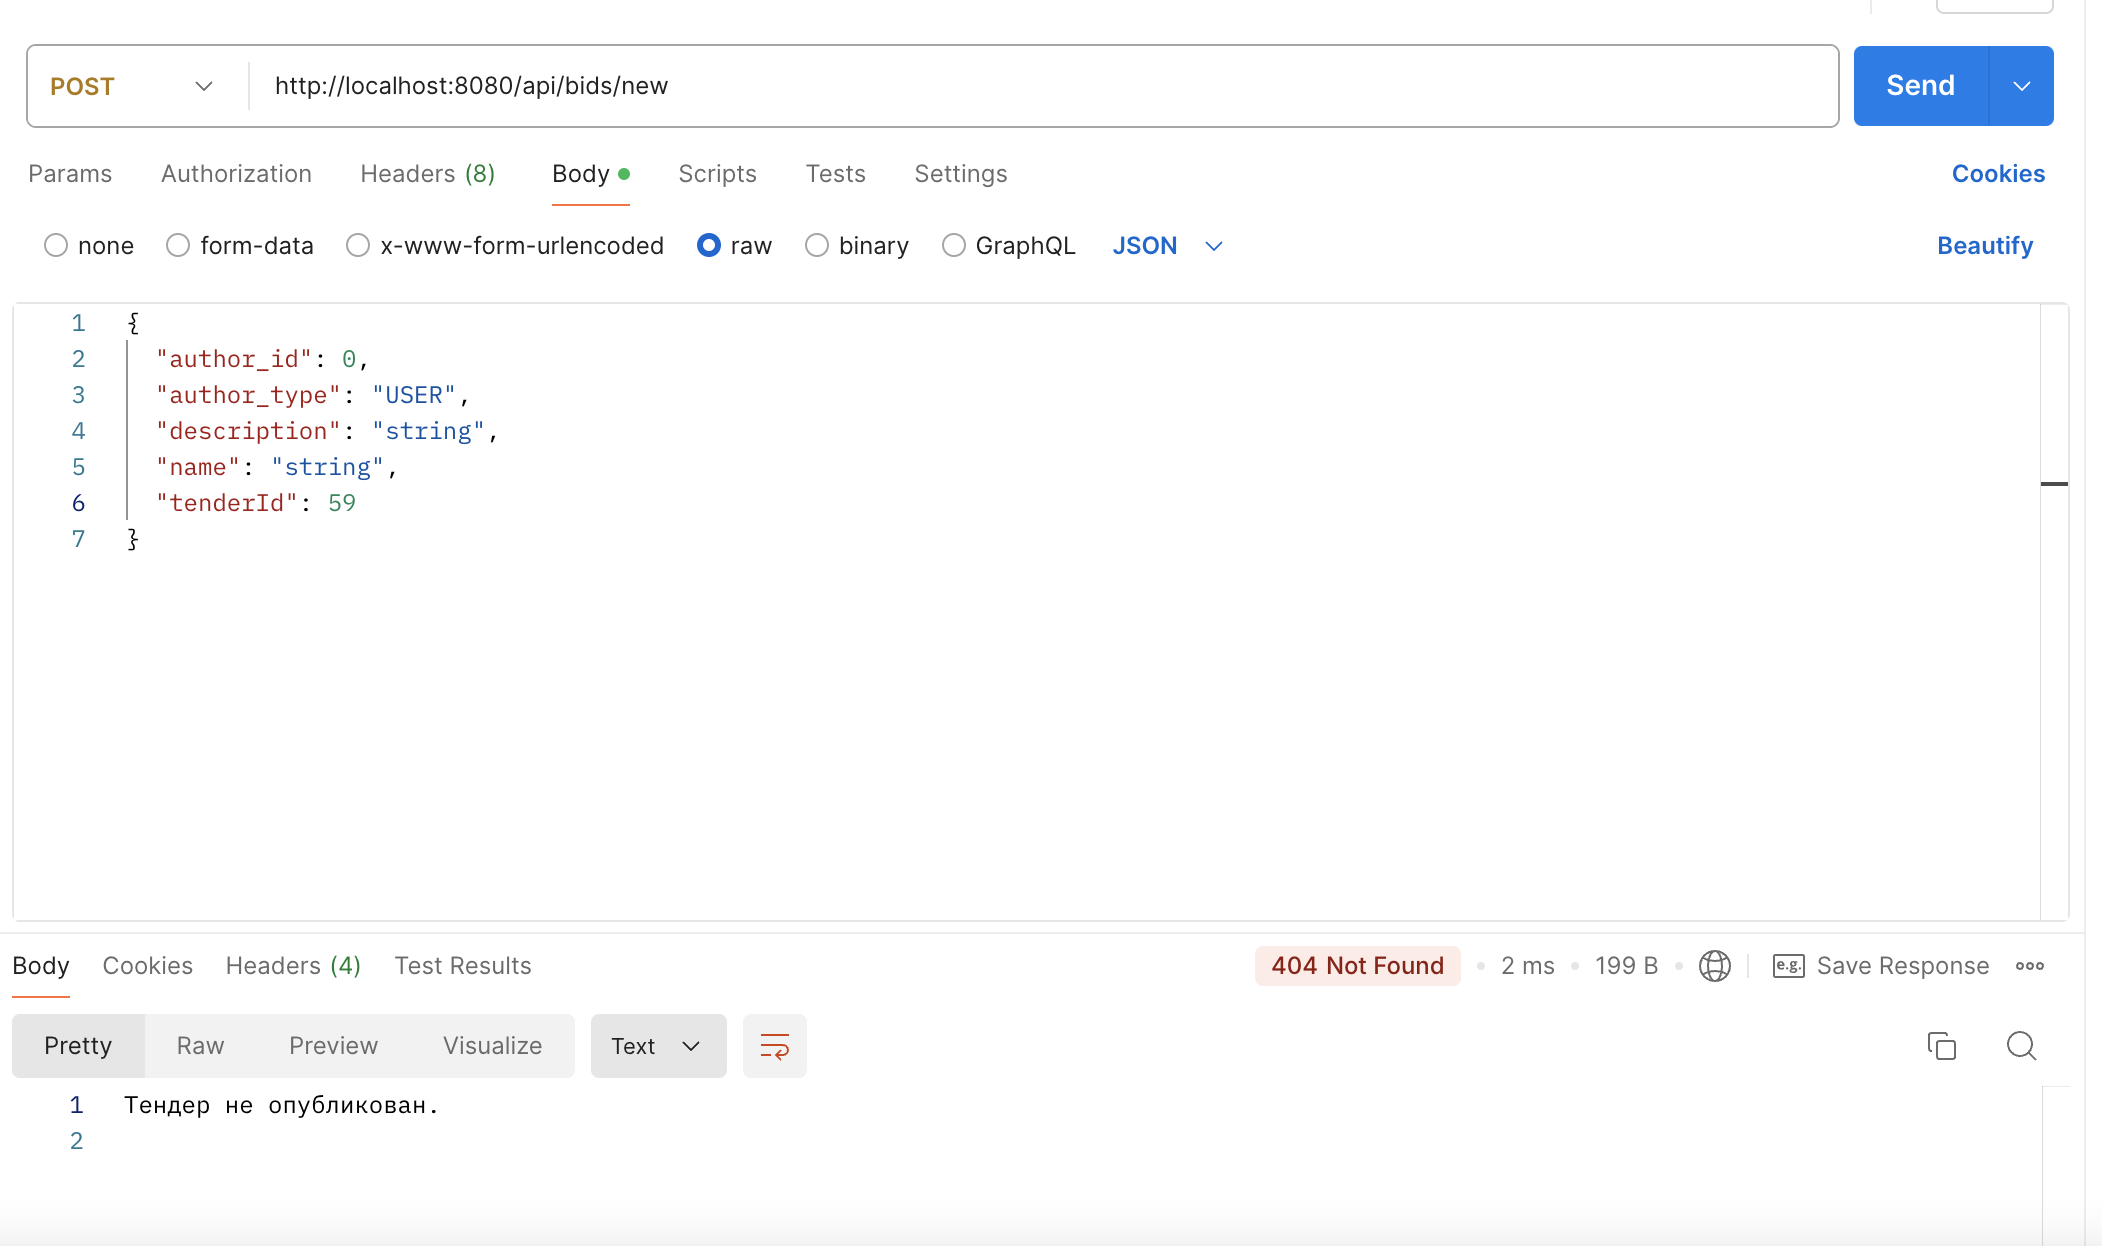 POST http://localhost:8080/api/bids/new Send
Params Authorization Headers (8) Body Scripts Tests Settings Cookies
none form-data x-www-form-urlencoded raw binary GraphQL JSON Beautify
1 {
2 "author_id": 0,
3 "author_type": "USER",
4 "description": "string",
5 "name": "string",
6 "tenderId": 59
7 }
Body Cookies Headers (4) Test Results 404 Not Found 2 ms 199 B e.g. Save Response
Pretty Raw Preview Visualize Text
1 Тендер не опубликован.
2